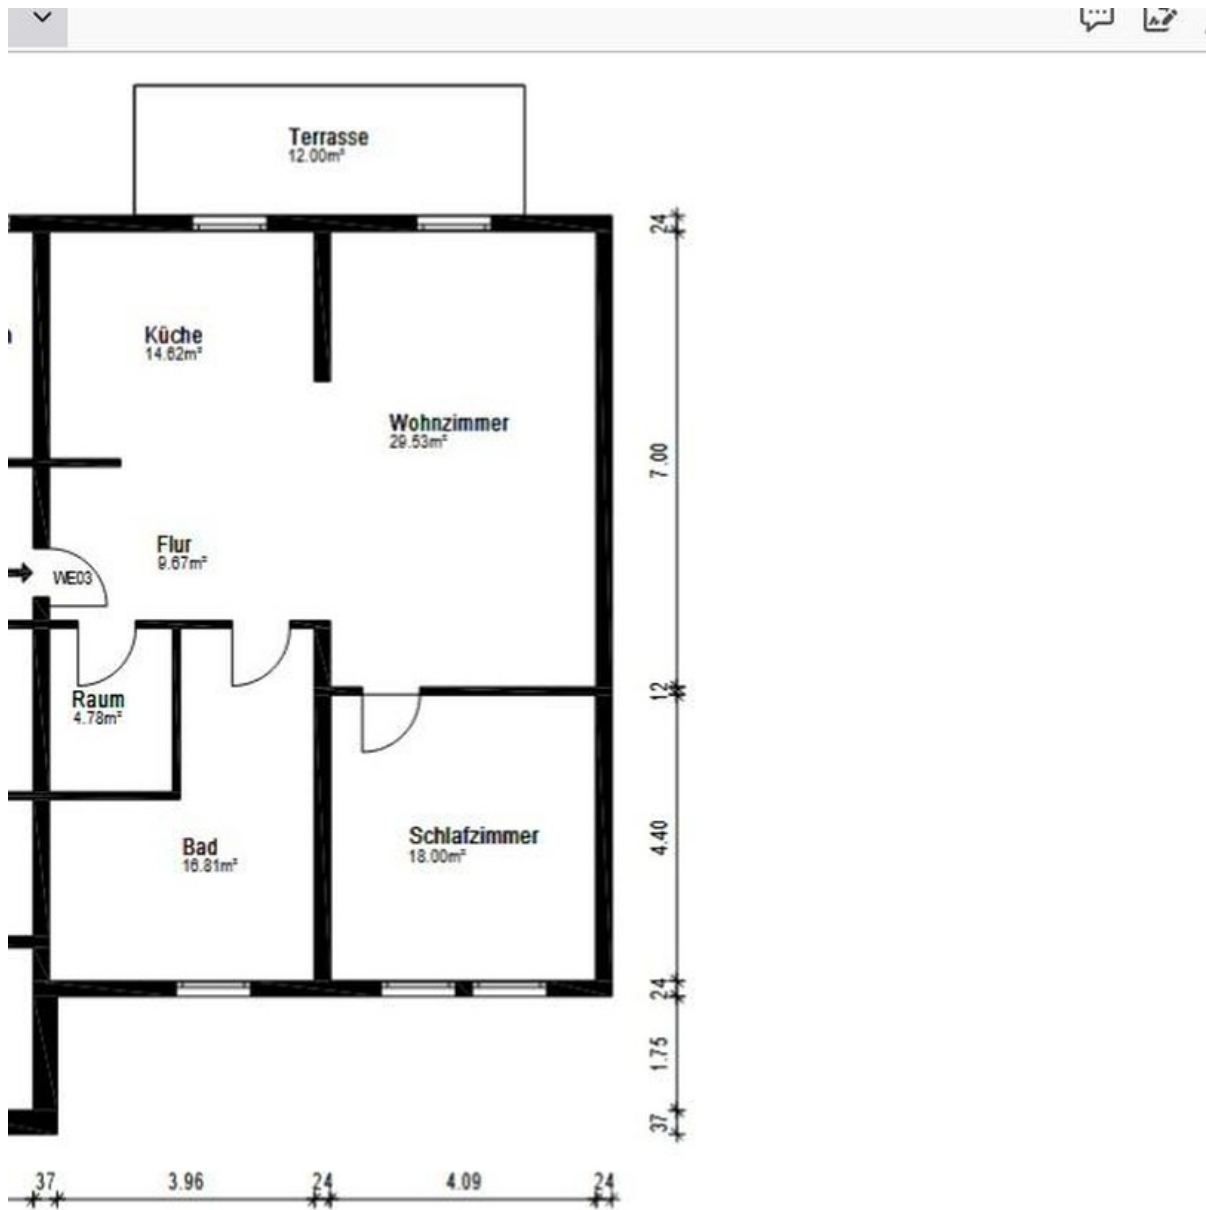 Terrasse
12.00m²
24
Küche
14.62m²
Wohnzimmer
29.53m²
7.00
Flur
9.67m²
WE03
Raum
4.78m²
12
Bad
16.81m²
Schlafzimmer
18.00m²
4.40
24
1.75
37
37
3.96
24
4.09
24